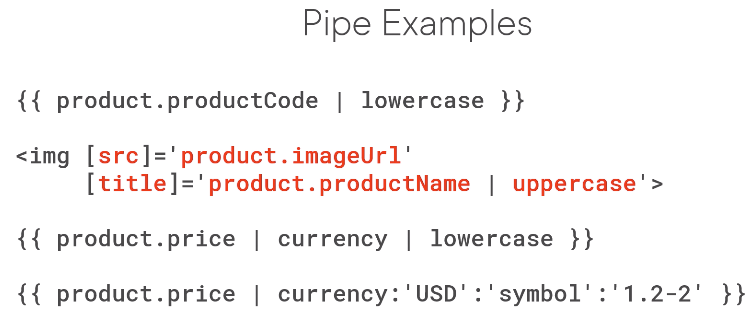 Pipe Examples
{{ product.productCode | lowercase }}
<img [src]='product.imageUrl'
[title]='product.productName | uppercase'>
{{ product.price | currency | lowercase }}
{{ product.price | currency:'USD':'symbol':'1.2-2' }}